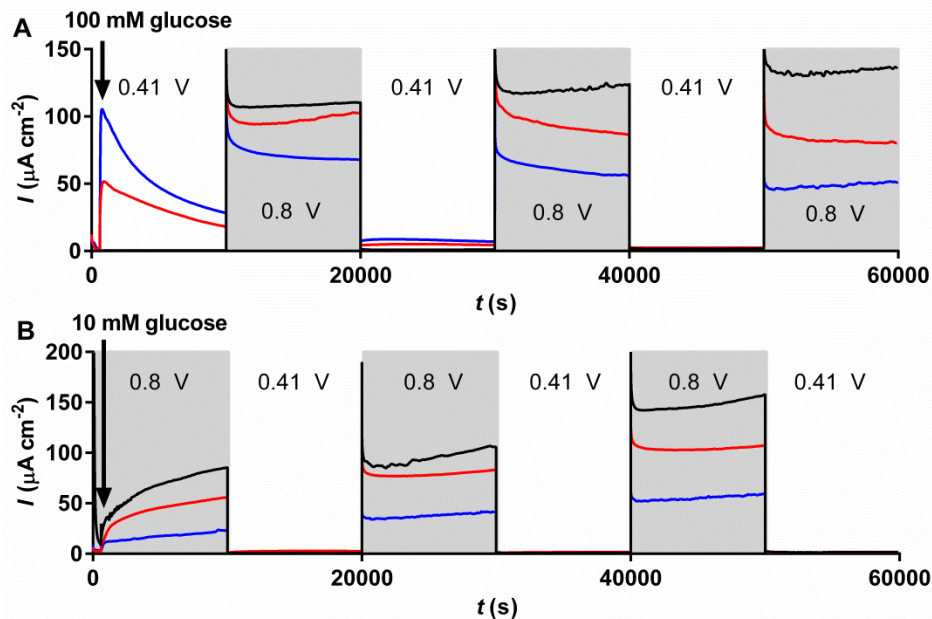 A
100 mM glucose
I (µA cm⁻²)
150
100
50
0
0.41 V
0.8 V
0.41 V
0.8 V
0.41 V
0.8 V
0
20000
40000
60000
t (s)
B
10 mM glucose
I (µA cm⁻²)
200
150
100
50
0
0.8 V
0.41 V
0.8 V
0.41 V
0.8 V
0.41 V
0
20000
40000
60000
t (s)